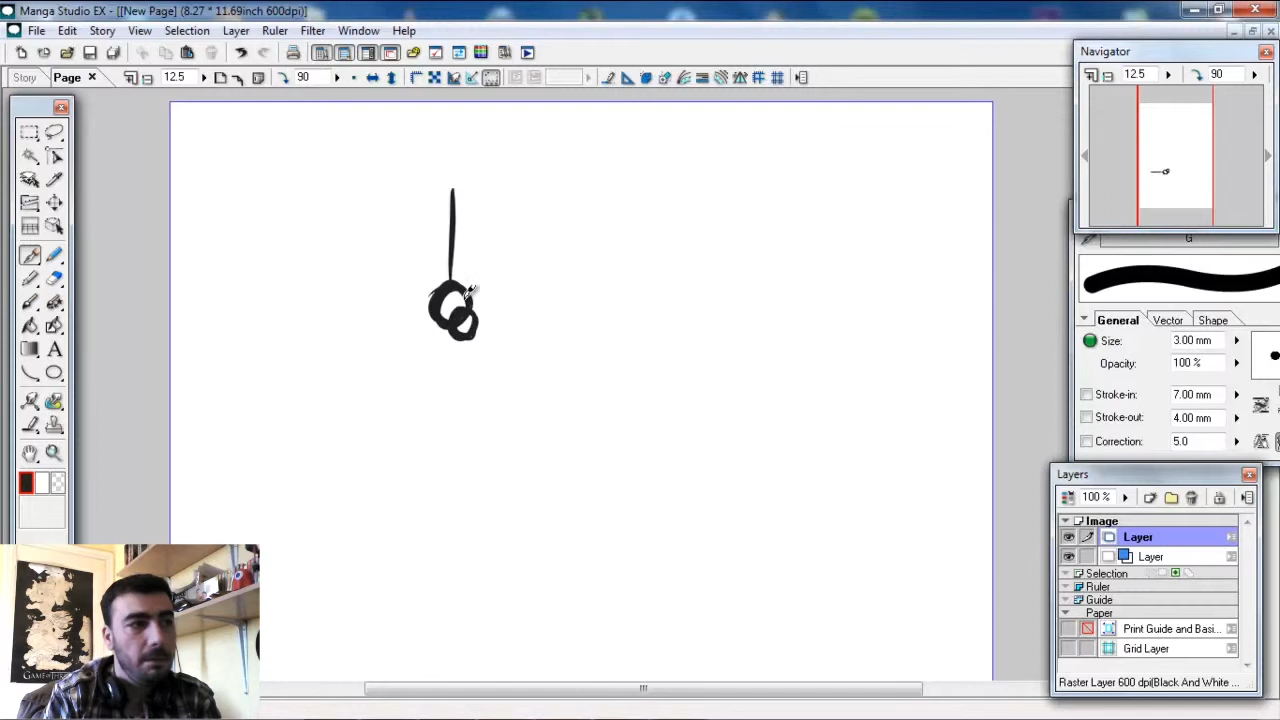 Manga Studio EX - [[New Page] (8.27 * 11.69inch 600dpi)]
File Edit Story View Selection Layer Ruler Filter Window Help
Story Page 12.5 90
Navigator
12.5 90
G
General Vector Shape
Size: 3.00 mm
Opacity: 100 %
Stroke-in: 7.00 mm
Stroke-out: 4.00 mm
Correction: 5.0
Layers
100 %
Image
Layer
Layer
Selection
Ruler
Guide
Paper
Print Guide and Basi...
Grid Layer
Raster Layer 600 dpi(Black And White ...
GAME OF THR